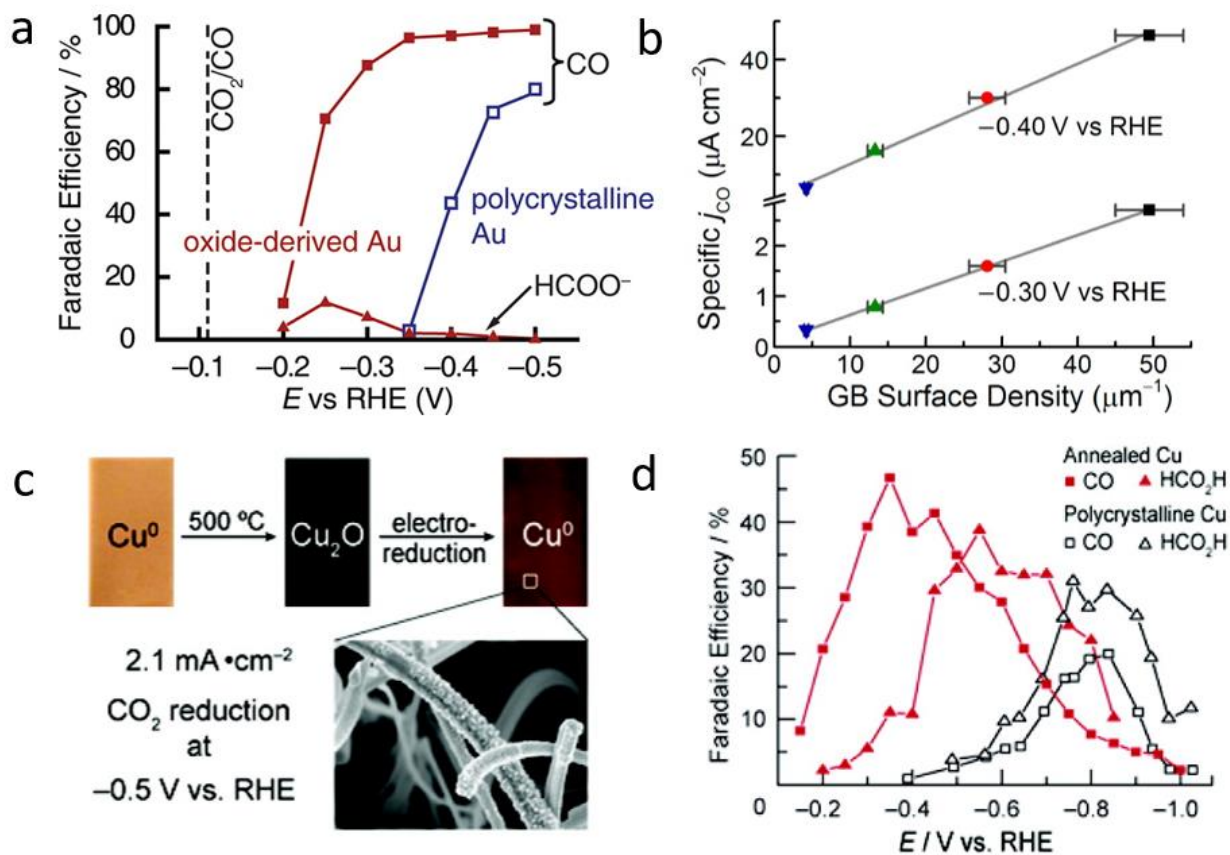 a
Faradaic Efficiency / %
100
80
60
40
20
0
CO₂/CO
CO
polycrystalline
Au
oxide-derived Au
HCOO⁻
−0.1
−0.2
−0.3
−0.4
−0.5
E vs RHE (V)
b
Specific jCO (μA cm⁻²)
40
20
2
1
0
−0.40 V vs RHE
−0.30 V vs RHE
0
10
20
30
40
50
GB Surface Density (μm⁻¹)
c
Cu⁰
500 ºC
Cu₂O
electro-
reduction
Cu⁰
2.1 mA•cm⁻²
CO₂ reduction
at
−0.5 V vs. RHE
d
Faradaic Efficiency / %
50
40
30
20
10
0
Annealed Cu
CO HCO₂H
Polycrystalline Cu
CO HCO₂H
−0.2
−0.4
−0.6
−0.8
−1.0
E / V vs. RHE